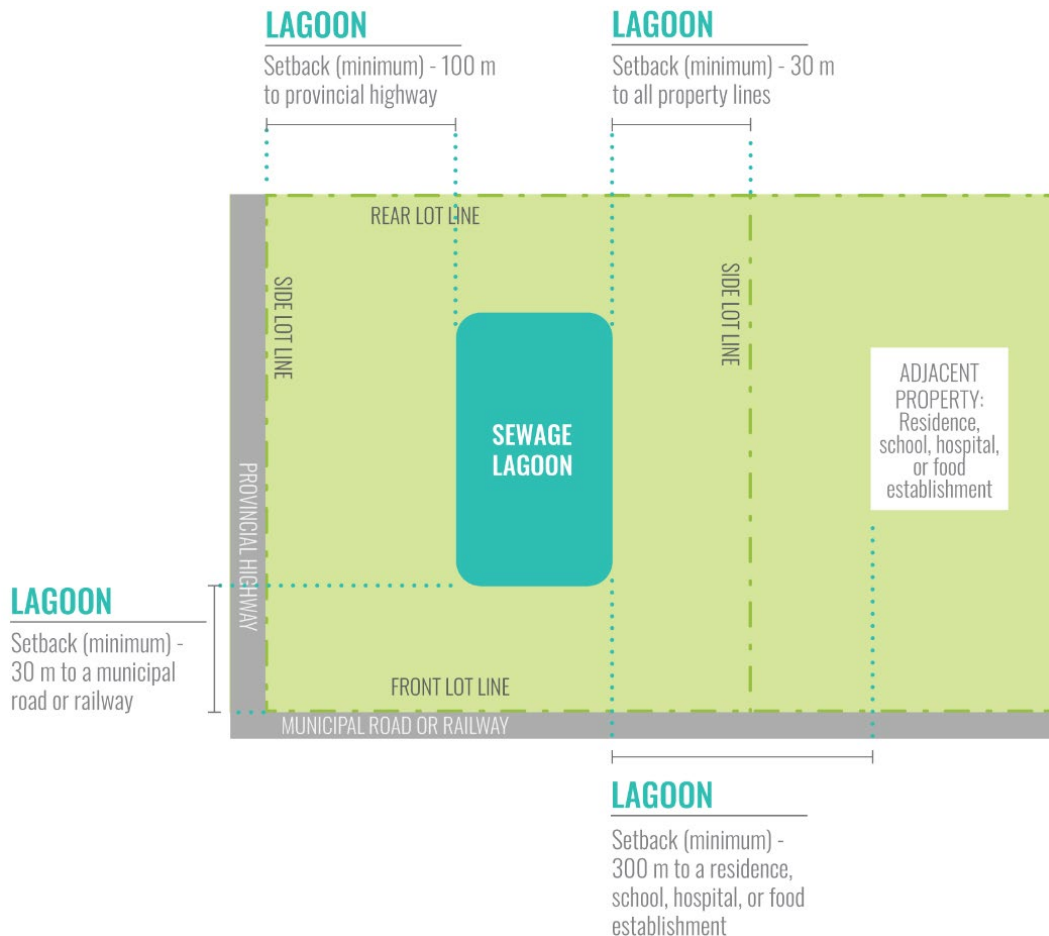 LAGOON
Setback (minimum) - 100 m
to provincial highway
LAGOON
Setback (minimum) - 30 m
to all property lines
REAR LOT LINE
SIDE LOT LINE
SIDE LOT LINE
ADJACENT
PROPERTY:
Residence,
school, hospital,
or food
establishment
SEWAGE
LAGOON
PROVINCIAL HIGHWAY
LAGOON
Setback (minimum) -
30 m to a municipal
road or railway
FRONT LOT LINE
MUNICIPAL ROAD OR RAILWAY
LAGOON
Setback (minimum) -
300 m to a residence,
school, hospital, or food
establishment